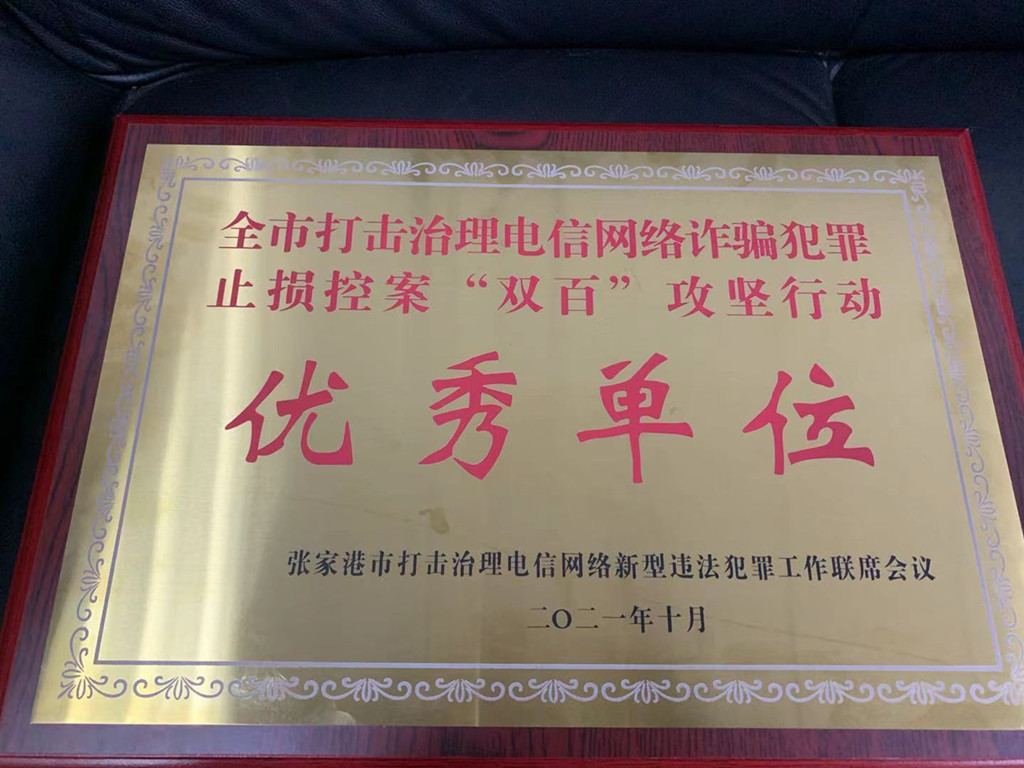 全市打击治理电信网络诈骗犯罪
止损控案“双百”攻坚行动
优秀单位
张家港市打击治理电信网络新型违法犯罪工作联席会议
二〇二一年十月